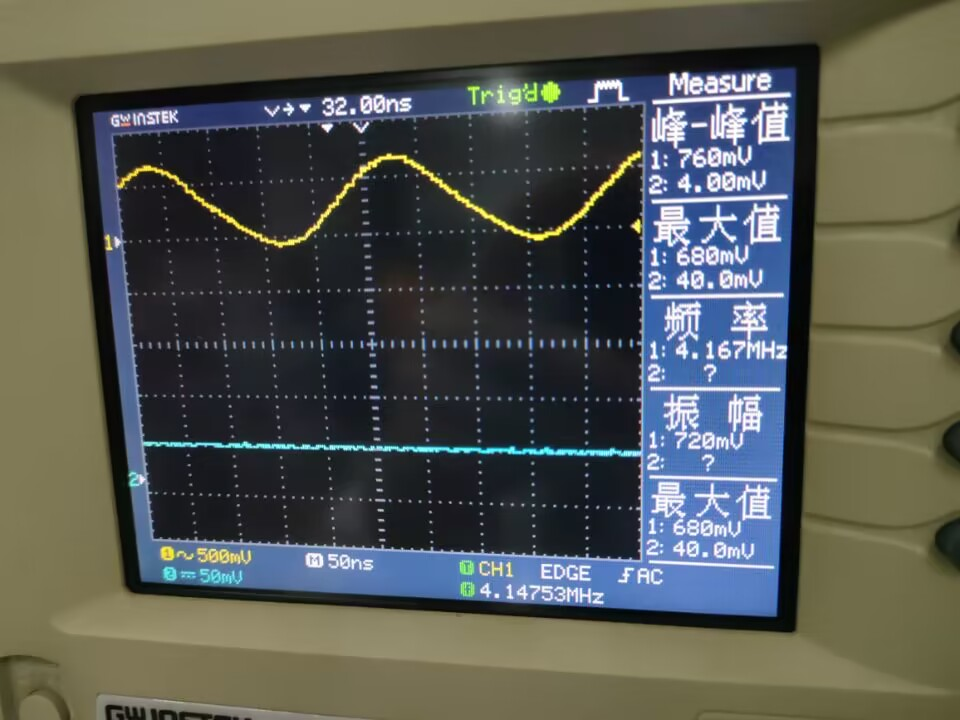 GWINSTEK
32.00ns
Trig'd
Measure
峰-峰值
1: 760mV
2: 4.00mV
最大值
1: 680mV
2: 40.0mV
频率
1: 4.167MHz
2: ?
振幅
1: 720mV
2: ?
最大值
1: 680mV
2: 40.0mV
1
2
1 500mV
M 50ns
CH1 EDGE AC
2 50mV
4.14753MHz
GWINSTEK